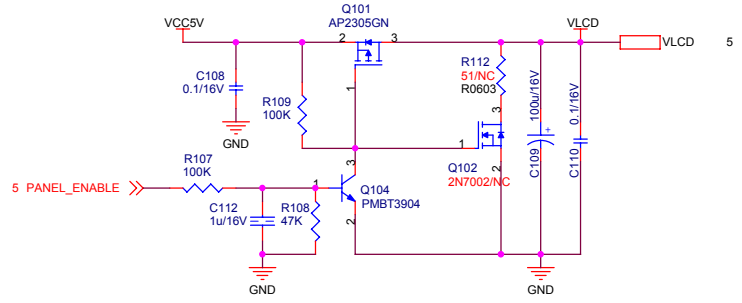 Q101
AP2305GN
VCC5V
VLCD
2
3
1
VLCD
5
C108
0.1/16V
GND
R109
100K
R112
51/NC
R0603
3
1
2
Q102
2N7002/NC
100u/16V
C109
+
0.1/16V
C110
R107
100K
5 PANEL_ENABLE
C112
1u/16V
R108
47K
1
3
2
Q104
PMBT3904
GND
GND